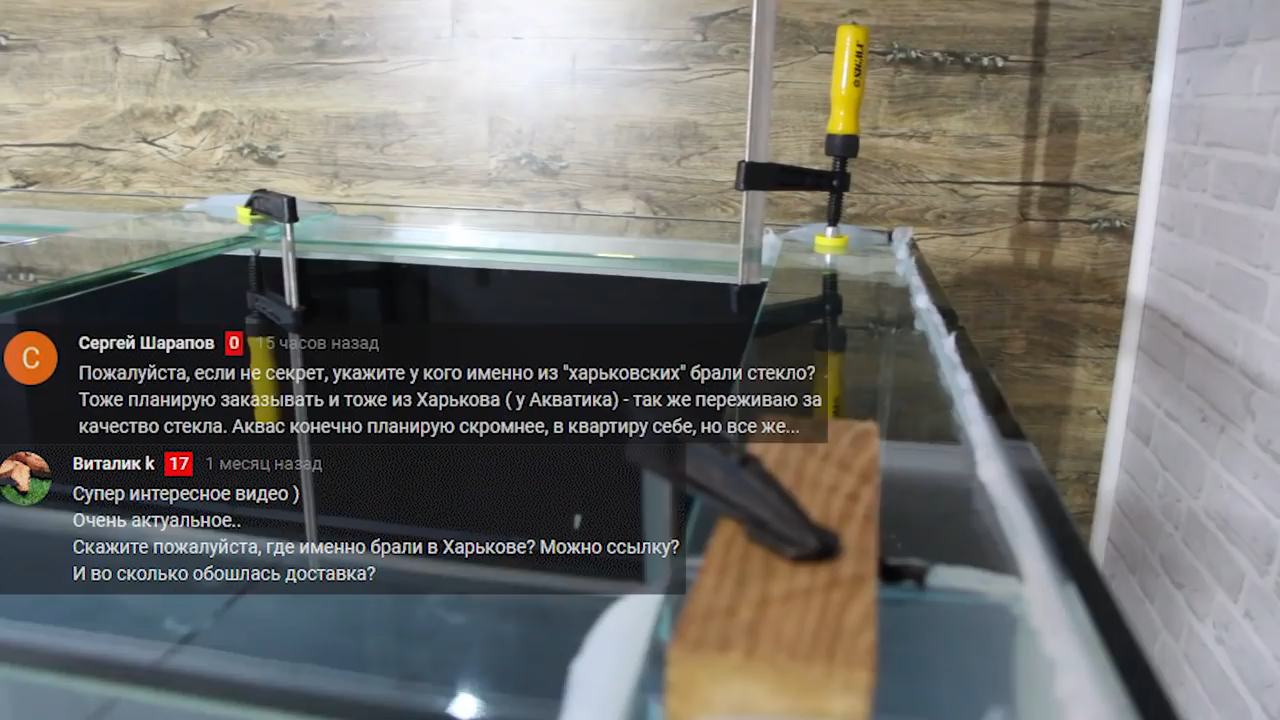 SIGMA
С
Сергей Шарапов 0 15 часов назад
Пожалуйста, если не секрет, укажите у кого именно из "харьковских" брали стекло?
Тоже планирую заказывать и тоже из Харькова ( у Акватика) - так же переживаю за
качество стекла. Аквас конечно планирую скромнее, в квартиру себе, но все же...
Виталик k 17 1 месяц назад
Супер интересное видео )
Очень актуальное..
Скажите пожалуйста, где именно брали в Харькове? Можно ссылку?
И во сколько обошлась доставка?